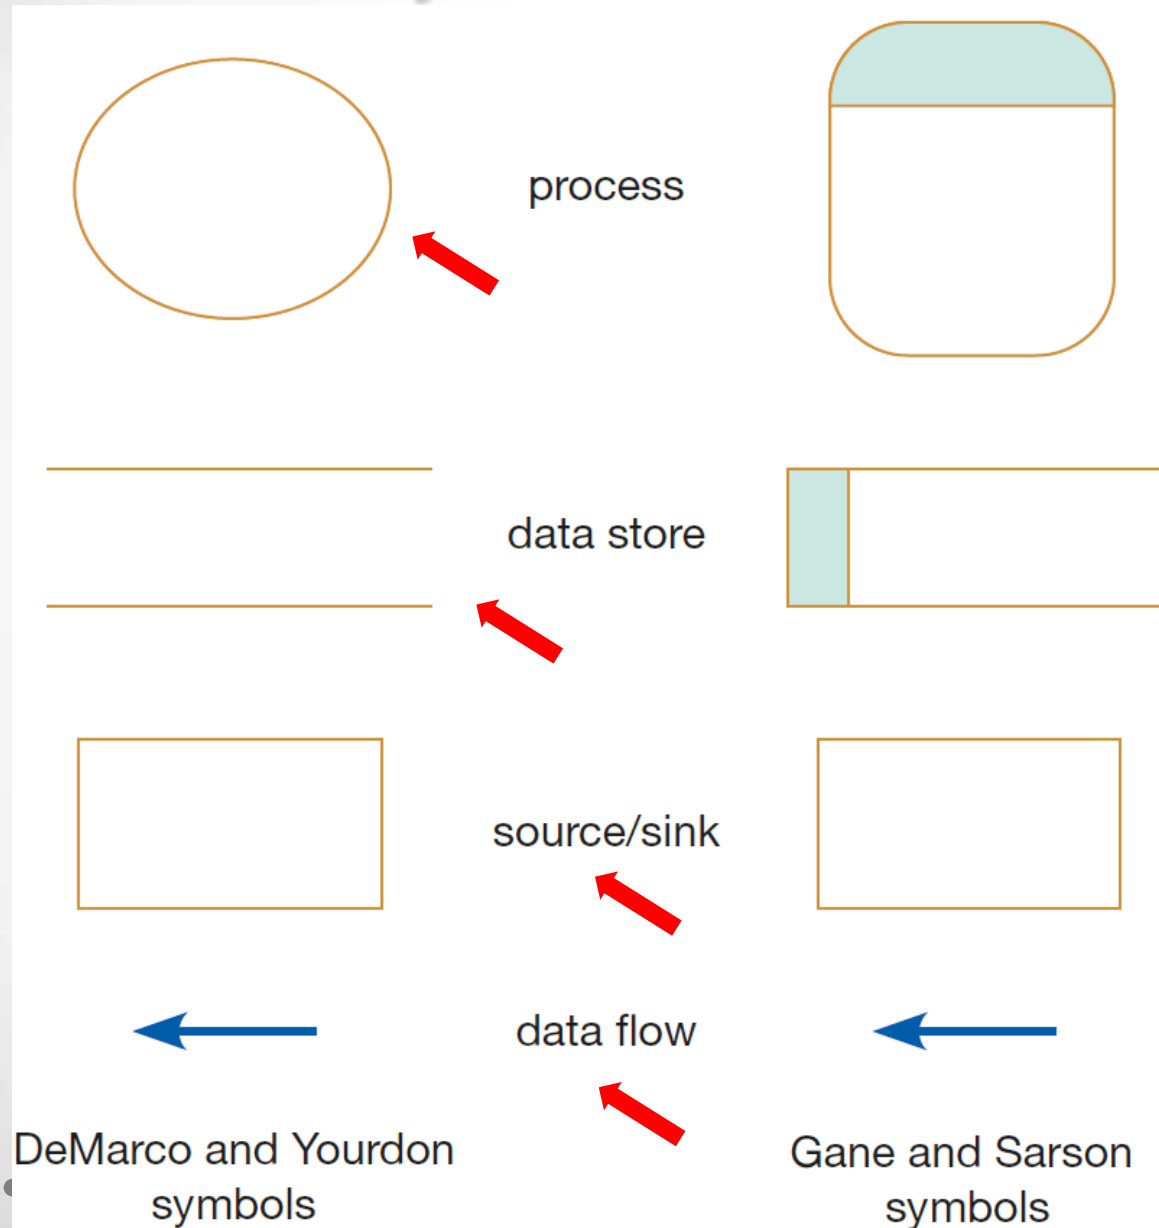 process
data store
source/sink
data flow
DeMarco and Yourdon
symbols
Gane and Sarson
symbols